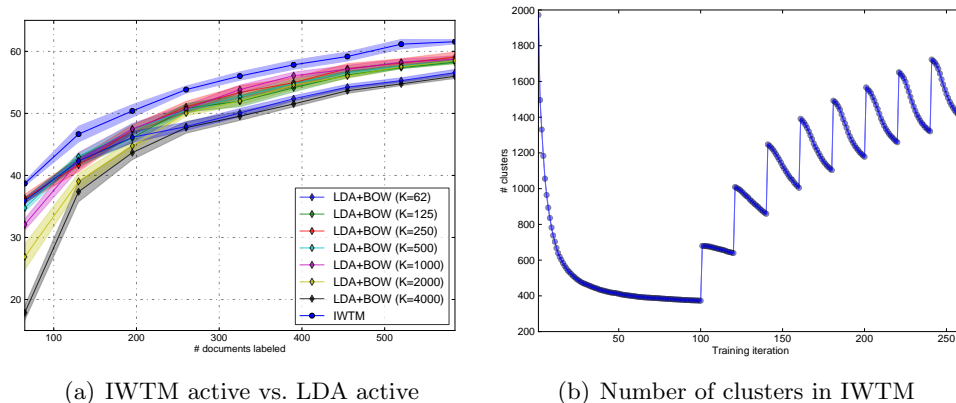 60
50
40
30
20
100 200 300 400 500
# documents labeled
LDA+BOW (K=62)
LDA+BOW (K=125)
LDA+BOW (K=250)
LDA+BOW (K=500)
LDA+BOW (K=1000)
LDA+BOW (K=2000)
LDA+BOW (K=4000)
IWTM
(a) IWTM active vs. LDA active
2000
1800
1600
1400
1200
1000
800
600
400
200
# clusters
50 100 150 200 250
Training iteration
(b) Number of clusters in IWTM